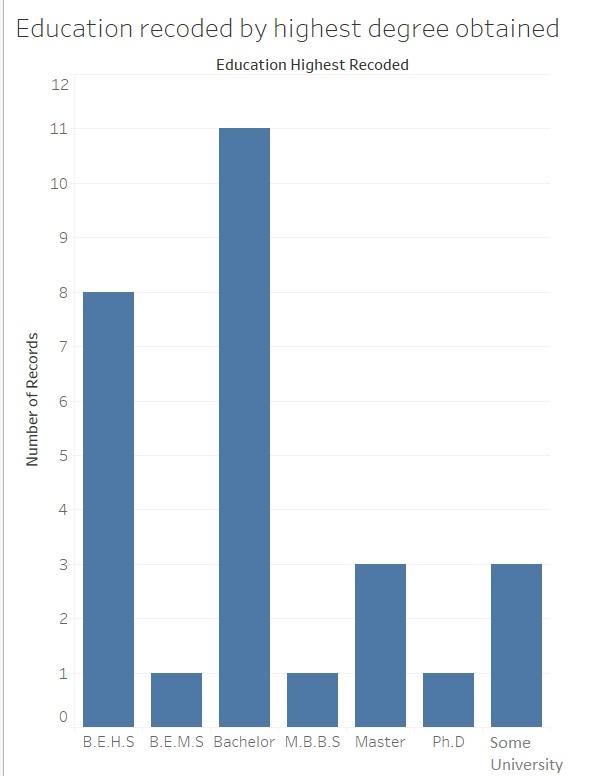 Education recoded by highest degree obtained
Education Highest Recoded
12
11
10
9
8
7
6
5
4
3
2
1
0
Number of Records
B.E.H.S B.E.M.S Bachelor M.B.B.S Master Ph.D Some
University